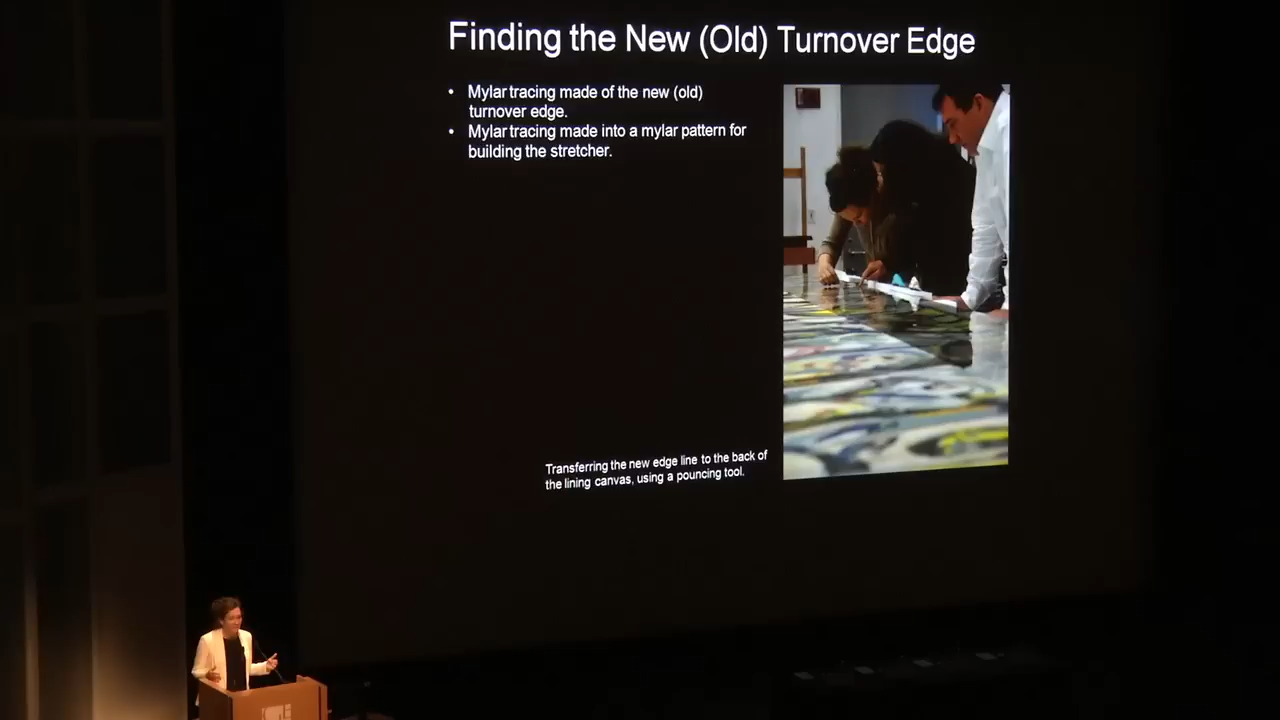 Finding the New (Old) Turnover Edge
• Mylar tracing made of the new (old)
turnover edge.
• Mylar tracing made into a mylar pattern for
building the stretcher.
Transferring the new edge line to the back of
the lining canvas, using a pouncing tool.